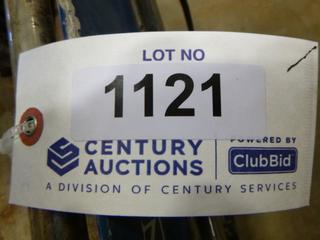 LOT NO
1121
CENTURY AUCTIONS
POWERED BY
ClubBid
A DIVISION OF CENTURY SERVICES